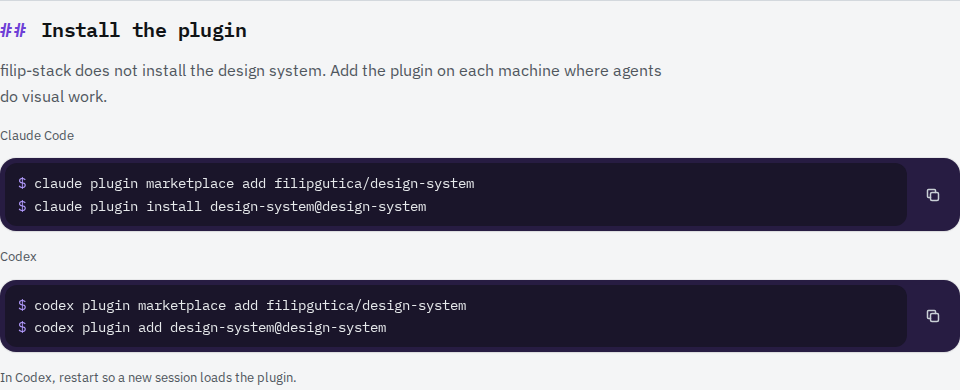 ## Install the plugin
filip-stack does not install the design system. Add the plugin on each machine where agents
do visual work.
Claude Code
$ claude plugin marketplace add filipgutica/design-system
$ claude plugin install design-system@design-system
Codex
$ codex plugin marketplace add filipgutica/design-system
$ codex plugin add design-system@design-system
In Codex, restart so a new session loads the plugin.